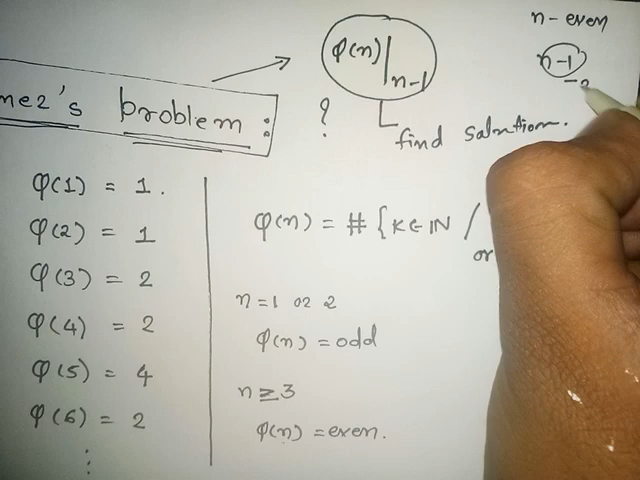 n - even
φ(n) | n-1
n-1
me2's problem :
?
find salution.
φ(1) = 1.
φ(2) = 1
φ(3) = 2
φ(4) = 2
φ(5) = 4
φ(6) = 2
⋮
φ(n) = # { K ∈ IN /
or
n = 1 or 2
φ(n) = odd
n ≥ 3
φ(n) = even.